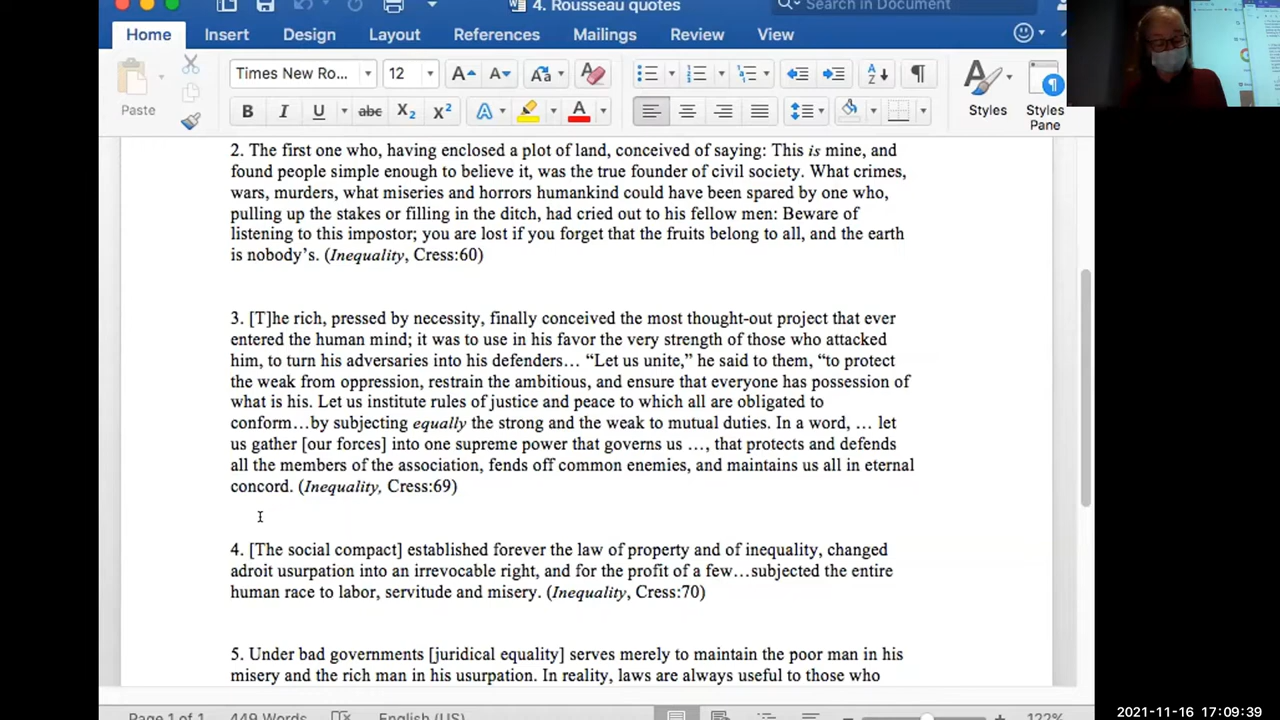 4. Rousseau quotes
Search in Document
Home Insert Design Layout References Mailings Review View
Paste
Times New Ro... 12
Styles
Styles
Pane
2. The first one who, having enclosed a plot of land, conceived of saying: This is mine, and
found people simple enough to believe it, was the true founder of civil society. What crimes,
wars, murders, what miseries and horrors humankind could have been spared by one who,
pulling up the stakes or filling in the ditch, had cried out to his fellow men: Beware of
listening to this impostor; you are lost if you forget that the fruits belong to all, and the earth
is nobody’s. (Inequality, Cress:60)
3. [T]he rich, pressed by necessity, finally conceived the most thought-out project that ever
entered the human mind; it was to use in his favor the very strength of those who attacked
him, to turn his adversaries into his defenders… “Let us unite,” he said to them, “to protect
the weak from oppression, restrain the ambitious, and ensure that everyone has possession of
what is his. Let us institute rules of justice and peace to which all are obligated to
conform…by subjecting equally the strong and the weak to mutual duties. In a word, … let
us gather [our forces] into one supreme power that governs us …, that protects and defends
all the members of the association, fends off common enemies, and maintains us all in eternal
concord. (Inequality, Cress:69)
4. [The social compact] established forever the law of property and of inequality, changed
adroit usurpation into an irrevocable right, and for the profit of a few…subjected the entire
human race to labor, servitude and misery. (Inequality, Cress:70)
5. Under bad governments [juridical equality] serves merely to maintain the poor man in his
misery and the rich man in his usurpation. In reality, laws are always useful to those who
Page 1 of 1 449 Words English (US) 122%
2021-11-16 17:09:39